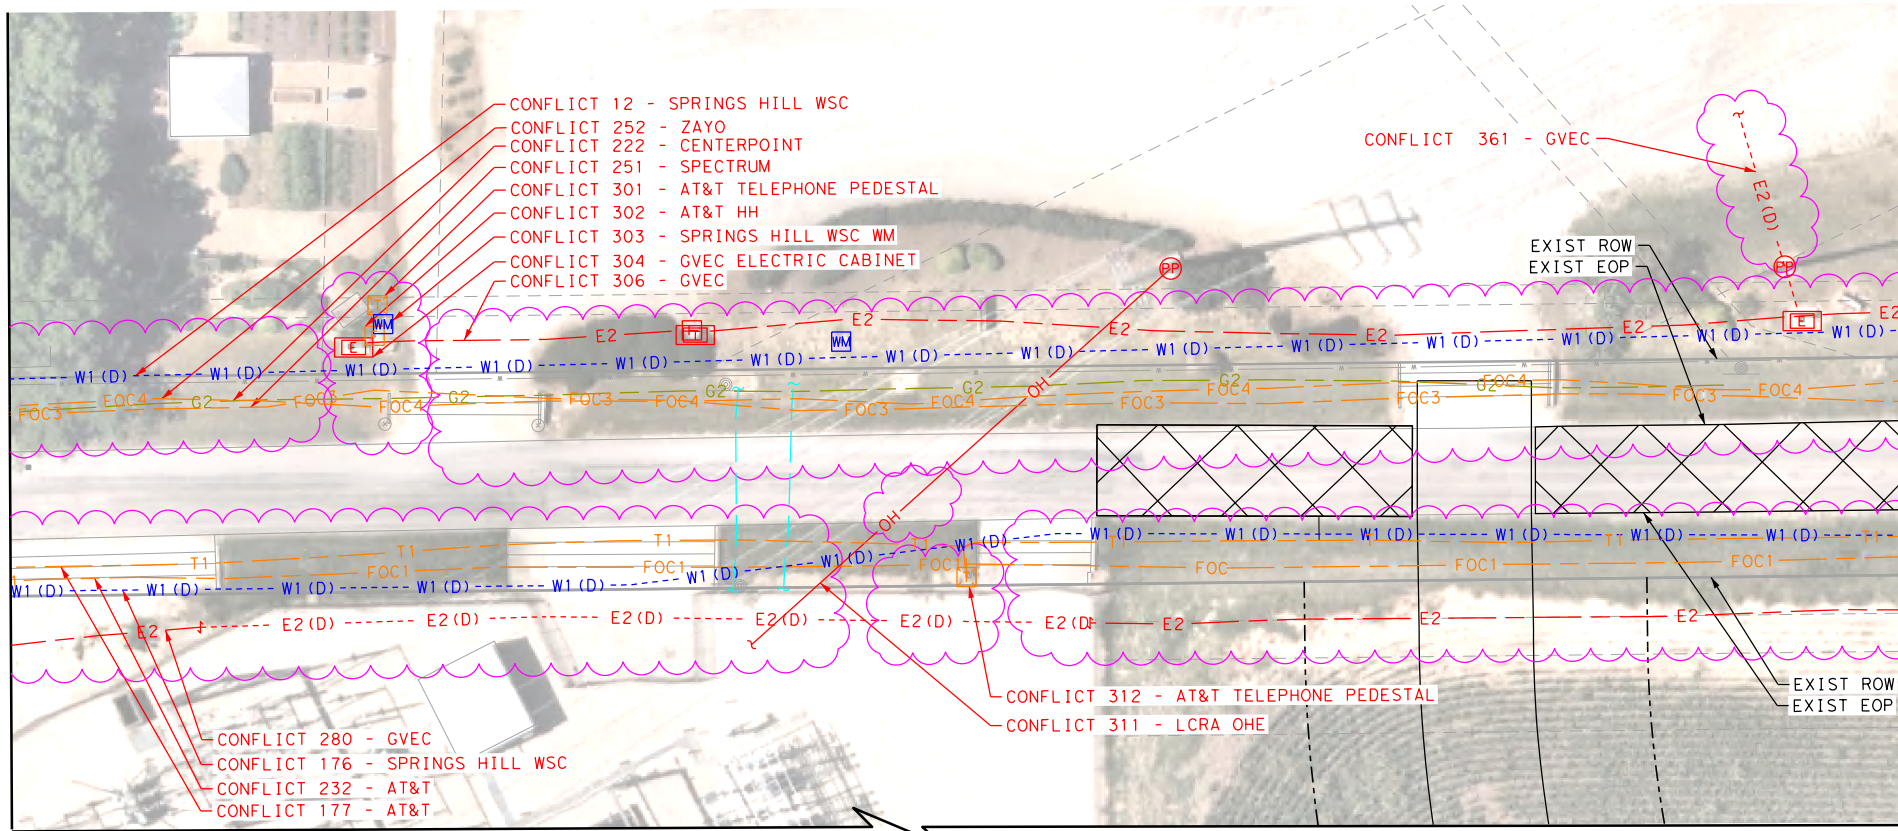 CONFLICT 12 - SPRINGS HILL WSC
CONFLICT 252 - ZAYO
CONFLICT 222 - CENTERPOINT
CONFLICT 251 - SPECTRUM
CONFLICT 301 - AT&T TELEPHONE PEDESTAL
CONFLICT 302 - AT&T HH
CONFLICT 303 - SPRINGS HILL WSC WM
CONFLICT 304 - GVEC ELECTRIC CABINET
CONFLICT 306 - GVEC
CONFLICT 361 - GVEC
E2(D)
EXIST ROW
EXIST EOP
PP
PP
WM
E
E2
E2
E2
E2
E2
E2
WM
E
W1(D) W1(D) W1(D) W1(D) W1(D) W1(D) W1(D) W1(D) W1(D) W1(D) W1(D) W1(D) W1(D) W1(D)
FOC3 FOC4 G2 FOC3 FOC4 G2 FOC3 FOC4 G2 FOC3 G2 FOC4 FOC3 G2 FOC4 FOC3 G2 FOC4 FOC3 FOC4
OH
OH
T1 T1 T1 T1 T1
W1(D) W1(D) W1(D) W1(D) W1(D) W1(D) W1(D) W1(D) W1(D) W1(D) W1(D) W1(D) W1(D) W1(D)
FOC1 FOC1 FOC1 FOC FOC1 FOC1
T
E2 E2(D) E2(D) E2(D) E2(D) E2(D) E2(D) E2 E2 E2
CONFLICT 312 - AT&T TELEPHONE PEDESTAL
CONFLICT 311 - LCRA OHE
EXIST ROW
EXIST EOP
CONFLICT 280 - GVEC
CONFLICT 176 - SPRINGS HILL WSC
CONFLICT 232 - AT&T
CONFLICT 177 - AT&T